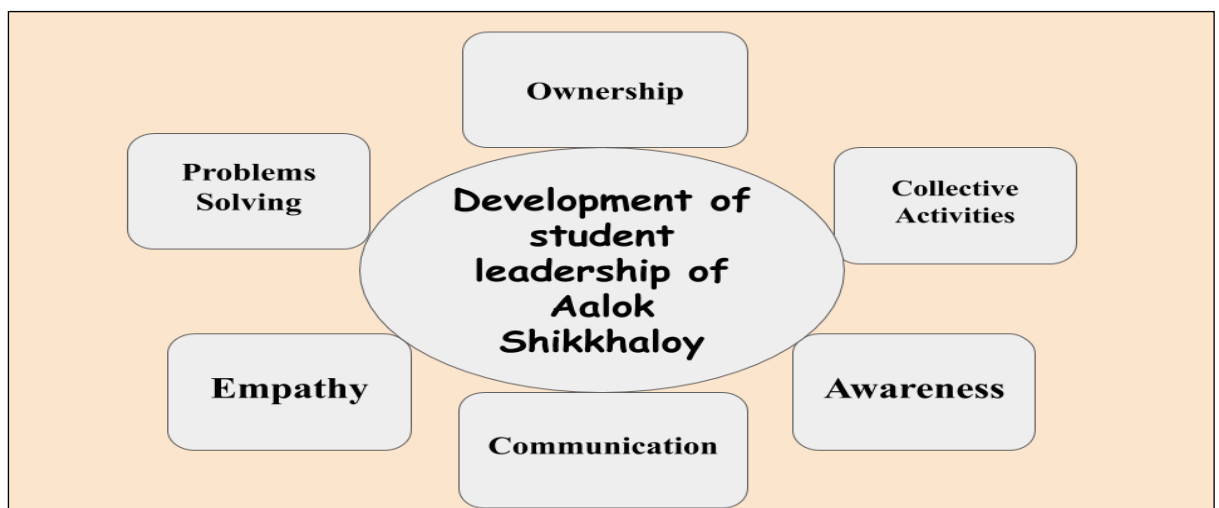 Ownership
Problems
Solving
Collective
Activities
Development of
student
leadership of
Aalok
Shikkhaloy
Empathy
Awareness
Communication